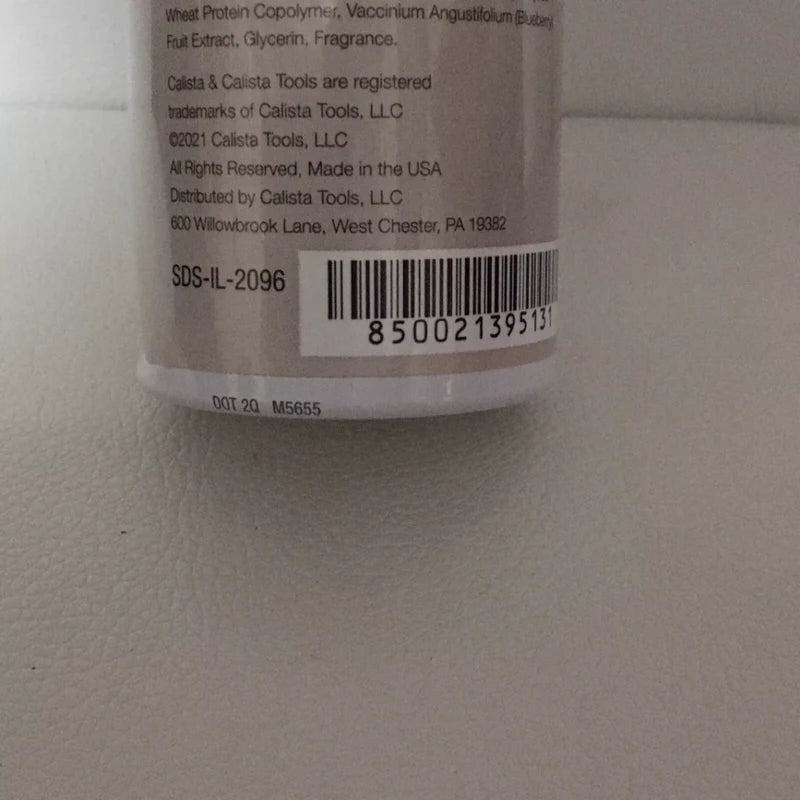 Wheat Protein Copolymer, Vaccinium Angustifolium (Blueberry)
Fruit Extract, Glycerin, Fragrance.
Calista & Calista Tools are registered
trademarks of Calista Tools, LLC
©2021 Calista Tools, LLC
All Rights Reserved, Made in the USA
Distributed by Calista Tools, LLC
600 Willowbrook Lane, West Chester, PA 19382
SDS-IL-2096
850021395131
DOT 2Q M5655